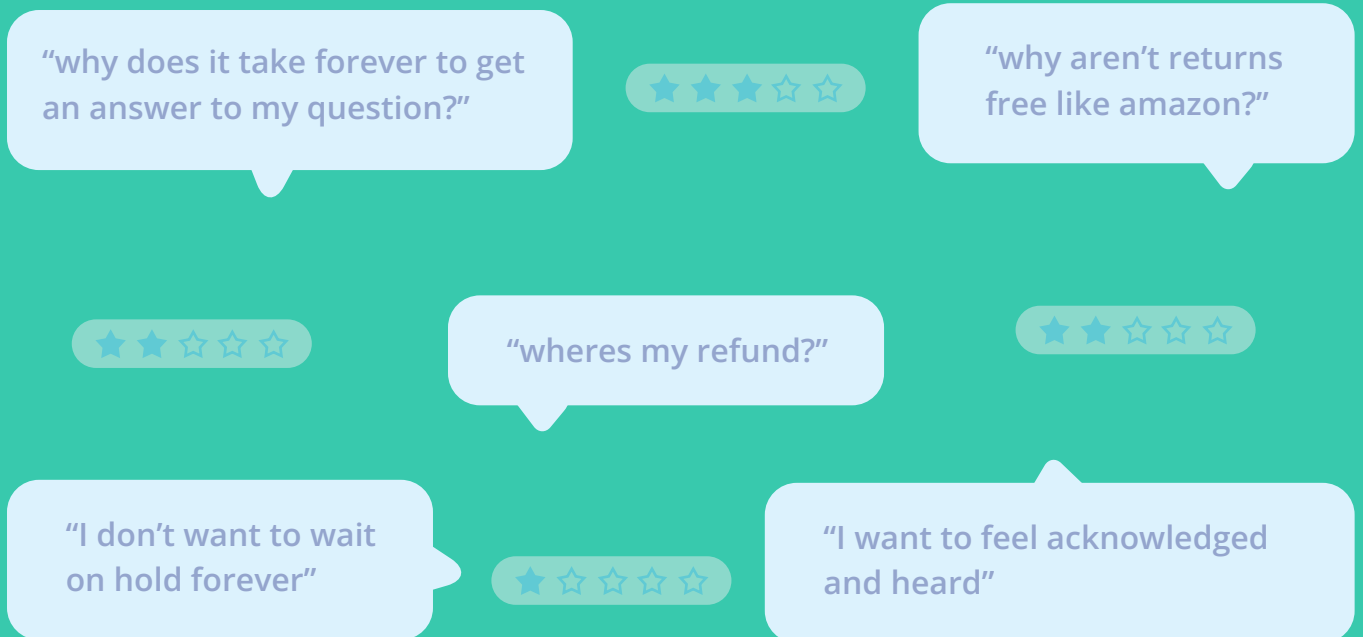 “why does it take forever to get
an answer to my question?”
“why aren’t returns
free like amazon?”
“wheres my refund?”
“I don’t want to wait
on hold forever”
“I want to feel acknowledged
and heard”